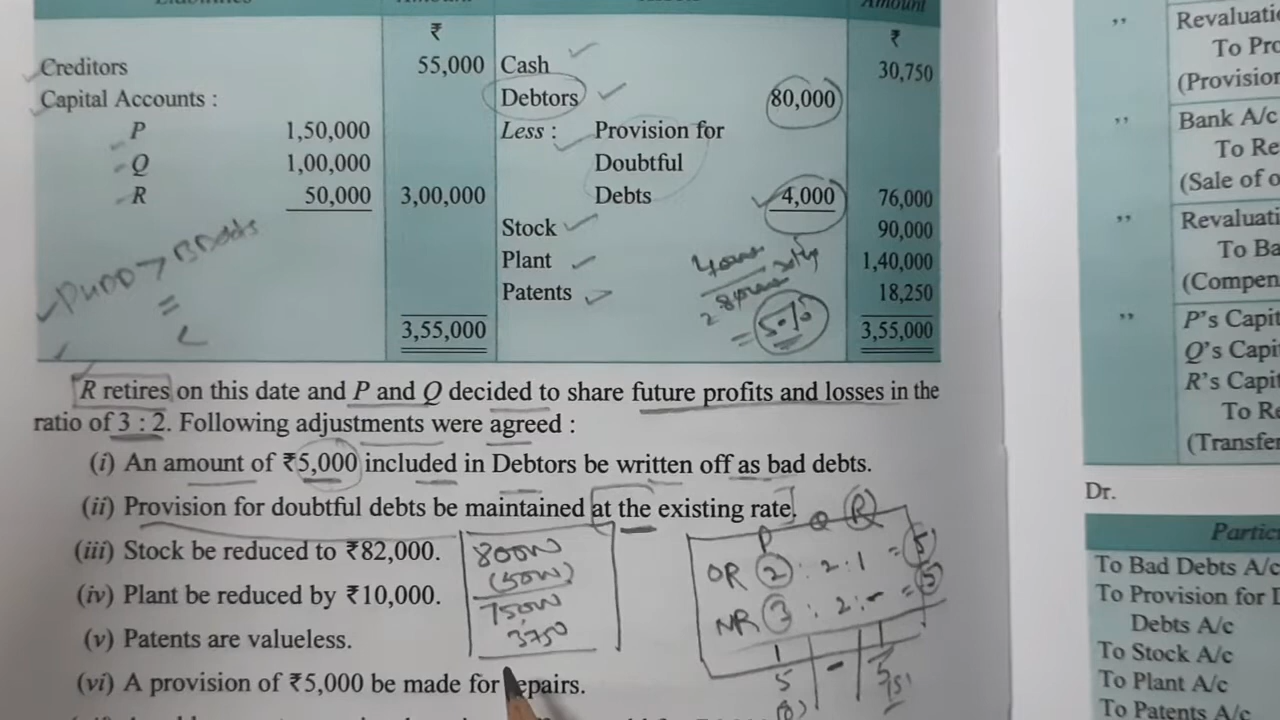 Amount
₹ ₹
Creditors 55,000 Cash 30,750
Capital Accounts : Debtors 80,000
P 1,50,000 Less : Provision for
Q 1,00,000 Doubtful
R 50,000 3,00,000 Debts 4,000 76,000
Stock 90,000
Plant 1,40,000
Patents 18,250
3,55,000 3,55,000
=
<
= 5%
R retires on this date and P and Q decided to share future profits and losses in the
ratio of 3 : 2. Following adjustments were agreed :
(i) An amount of ₹5,000 included in Debtors be written off as bad debts.
(ii) Provision for doubtful debts be maintained at the existing rate.
(iii) Stock be reduced to ₹82,000.
(iv) Plant be reduced by ₹10,000.
(v) Patents are valueless.
(vi) A provision of ₹5,000 be made for repairs.
80000
(5000)
75000
3750
P Q R
OR 2 : 2 : 1 = 5
NR 3 : 2 : - = 5
1
5
,, Revaluati
To Pro
(Provision
,, Bank A/c
To Re
(Sale of o
,, Revaluati
To Ba
(Compen
,, P's Capit
Q's Capi
R's Capit
To R
(Transfe
Dr.
Partic
To Bad Debts A/c
To Provision for D
Debts A/c
To Stock A/c
To Plant A/c
To Patents A/c